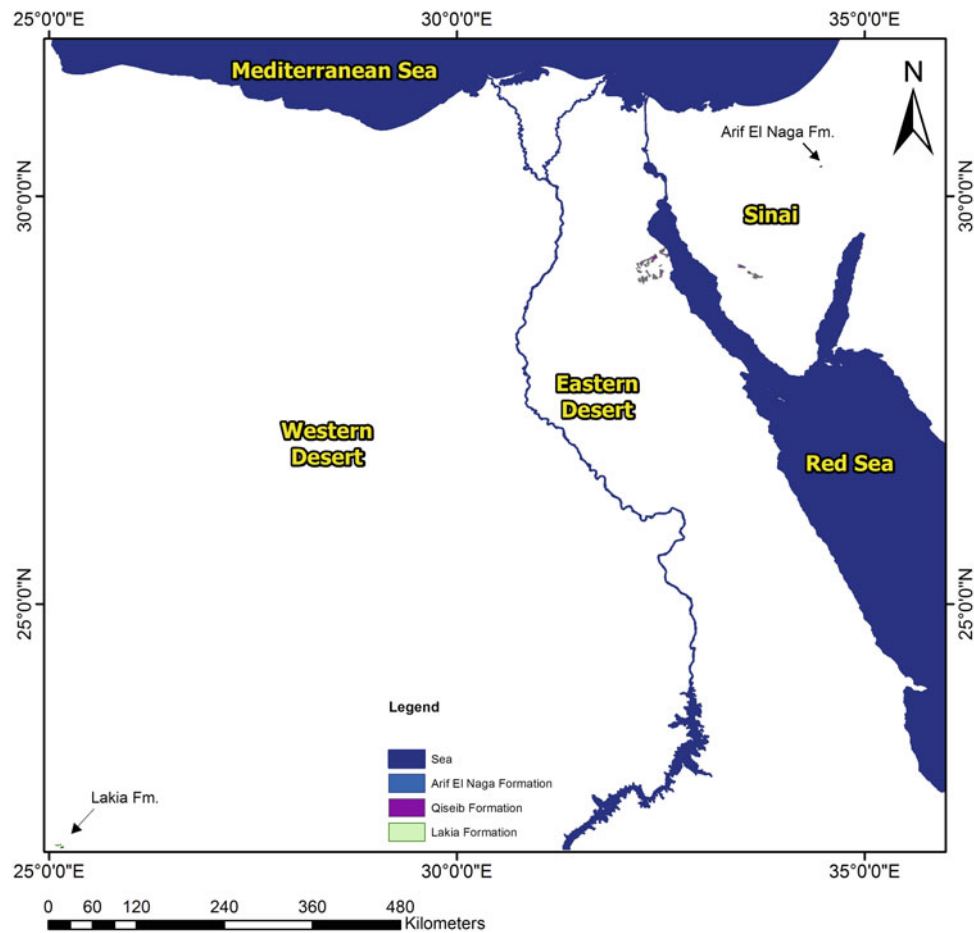 25°0'0"E
30°0'0"E
35°0'0"E
Mediterranean Sea
N
Arif El Naga Fm.
30°0'0"N
30°0'0"N
Sinai
Eastern
Desert
Western
Desert
Red Sea
25°0'0"N
25°0'0"N
Legend
Sea
Arif El Naga Formation
Qiseib Formation
Lakia Formation
Lakia Fm.
25°0'0"E
30°0'0"E
35°0'0"E
0 60 120 240 360 480
Kilometers